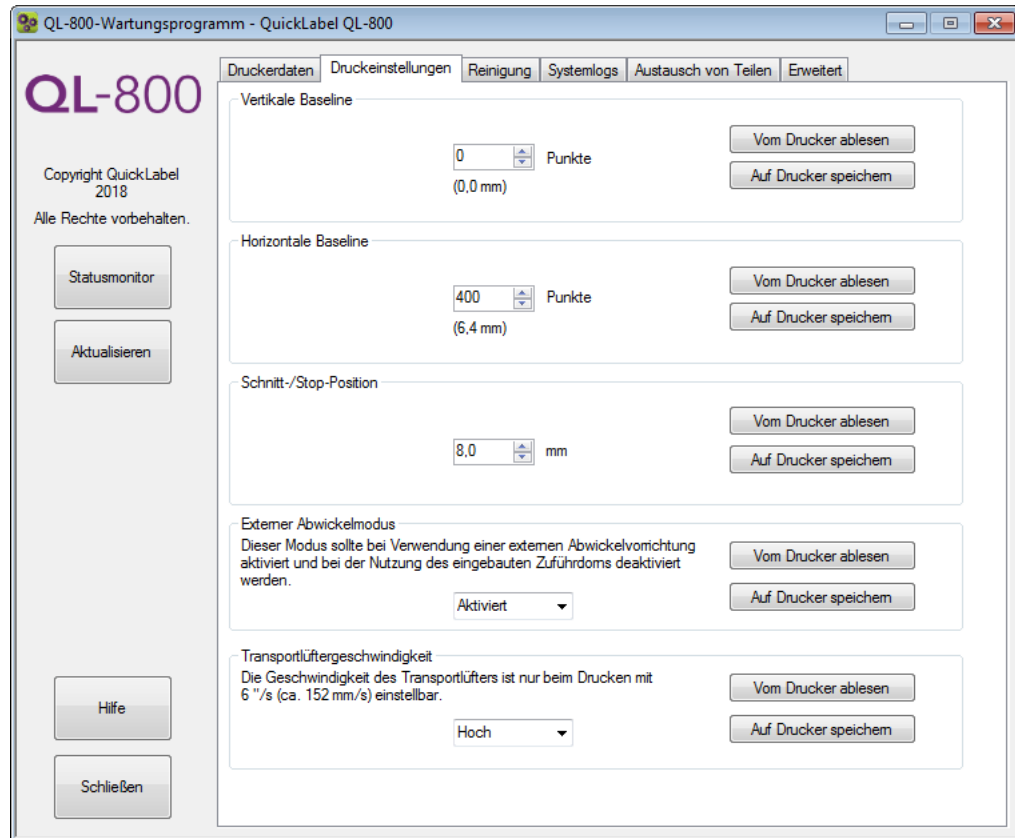 QL-800-Wartungsprogramm - QuickLabel QL-800
QL-800
Copyright QuickLabel
2018
Alle Rechte vorbehalten.
Statusmonitor
Aktualisieren
Hilfe
Schließen
Druckerdaten Druckeinstellungen Reinigung Systemlogs Austausch von Teilen Erweitert
Vertikale Baseline
0 Punkte
(0,0 mm)
Vom Drucker ablesen
Auf Drucker speichern
Horizontale Baseline
400 Punkte
(6,4 mm)
Vom Drucker ablesen
Auf Drucker speichern
Schnitt-/Stop-Position
8,0 mm
Vom Drucker ablesen
Auf Drucker speichern
Externer Abwickelmodus
Dieser Modus sollte bei Verwendung einer externen Abwickelvorrichtung
aktiviert und bei der Nutzung des eingebauten Zuführdorns deaktiviert
werden.
Aktiviert
Vom Drucker ablesen
Auf Drucker speichern
Transportlüftergeschwindigkeit
Die Geschwindigkeit des Transportlüfters ist nur beim Drucken mit
6 "/s (ca. 152 mm/s) einstellbar.
Hoch
Vom Drucker ablesen
Auf Drucker speichern